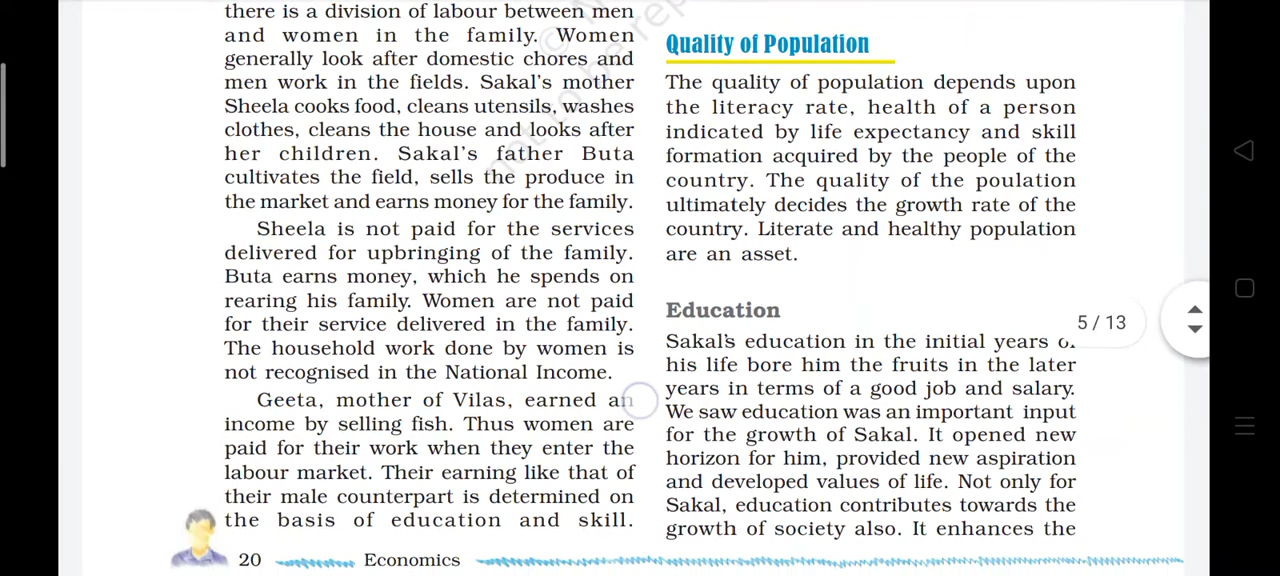 there is a division of labour between men
and women in the family. Women
generally look after domestic chores and
men work in the fields. Sakal's mother
Sheela cooks food, cleans utensils, washes
clothes, cleans the house and looks after
her children. Sakal's father Buta
cultivates the field, sells the produce in
the market and earns money for the family.
Sheela is not paid for the services
delivered for upbringing of the family.
Buta earns money, which he spends on
rearing his family. Women are not paid
for their service delivered in the family.
The household work done by women is
not recognised in the National Income.
Geeta, mother of Vilas, earned an
income by selling fish. Thus women are
paid for their work when they enter the
labour market. Their earning like that of
their male counterpart is determined on
the basis of education and skill.
Quality of Population
The quality of population depends upon
the literacy rate, health of a person
indicated by life expectancy and skill
formation acquired by the people of the
country. The quality of the poulation
ultimately decides the growth rate of the
country. Literate and healthy population
are an asset.
Education
Sakal's education in the initial years
his life bore him the fruits in the later
years in terms of a good job and salary.
We saw education was an important input
for the growth of Sakal. It opened new
horizon for him, provided new aspiration
and developed values of life. Not only for
Sakal, education contributes towards the
growth of society also. It enhances the
5 / 13
20 Economics
not to be rep